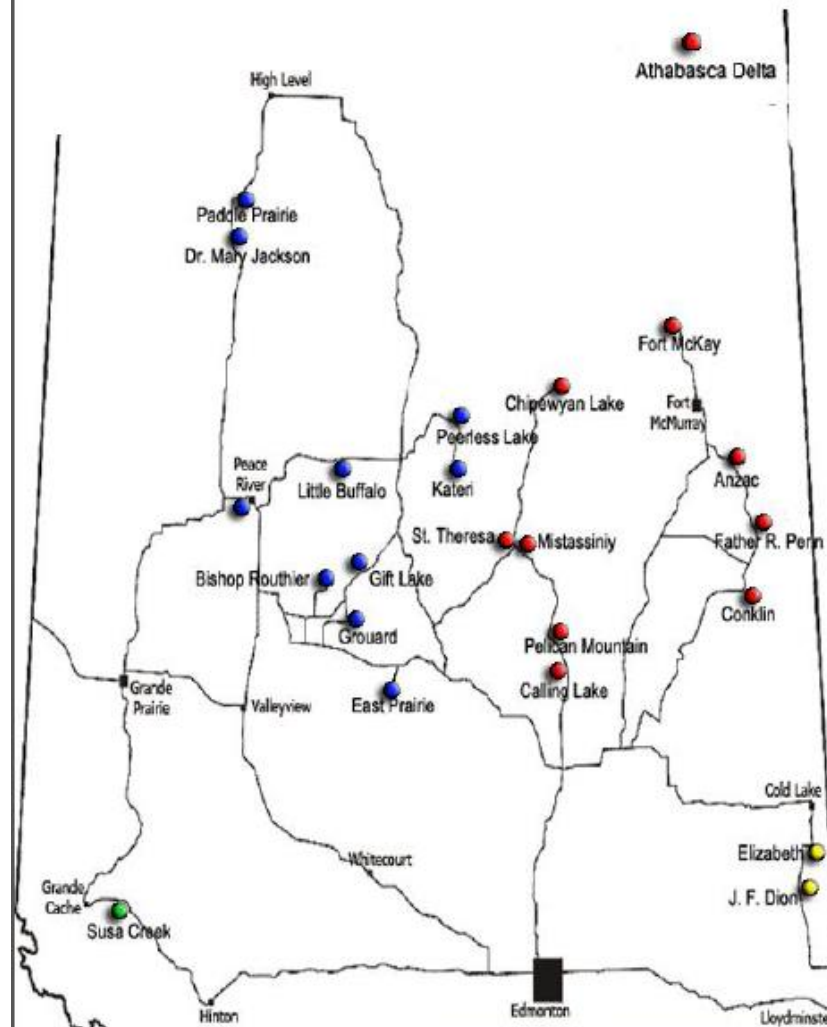 Athabasca Delta
High Level
Paddle Prairie
Dr. Mary Jackson
Fort McKay
Chipewyan Lake
Fort
McMurray
Peerless Lake
Peace
River
Little Buffalo
Kateri
Anzac
St. Theresa
Mistassiniy
Father R. Perin
Bishop Routhier
Gift Lake
Conklin
Grouard
Pelican Mountain
Calling Lake
Grande
Prairie
Valleyview
East Prairie
Cold Lake
Elizabeth
Whitecourt
Grande
Cache
J. F. Dion
Susa Creek
Hinton
Edmonton
Lloydminste